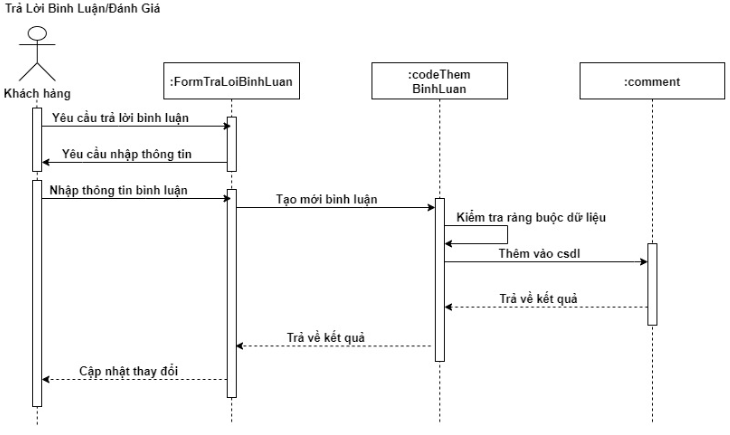 Trả Lời Bình Luận/Đánh Giá
Khách hàng
:FormTraLoiBinhLuan
:codeThem
BinhLuan
:comment
Yêu cầu trả lời bình luận
Yêu cầu nhập thông tin
Nhập thông tin bình luận
Tạo mới bình luận
Kiểm tra ràng buộc dữ liệu
Thêm vào csdl
Trả về kết quả
Trả về kết quả
Cập nhật thay đổi